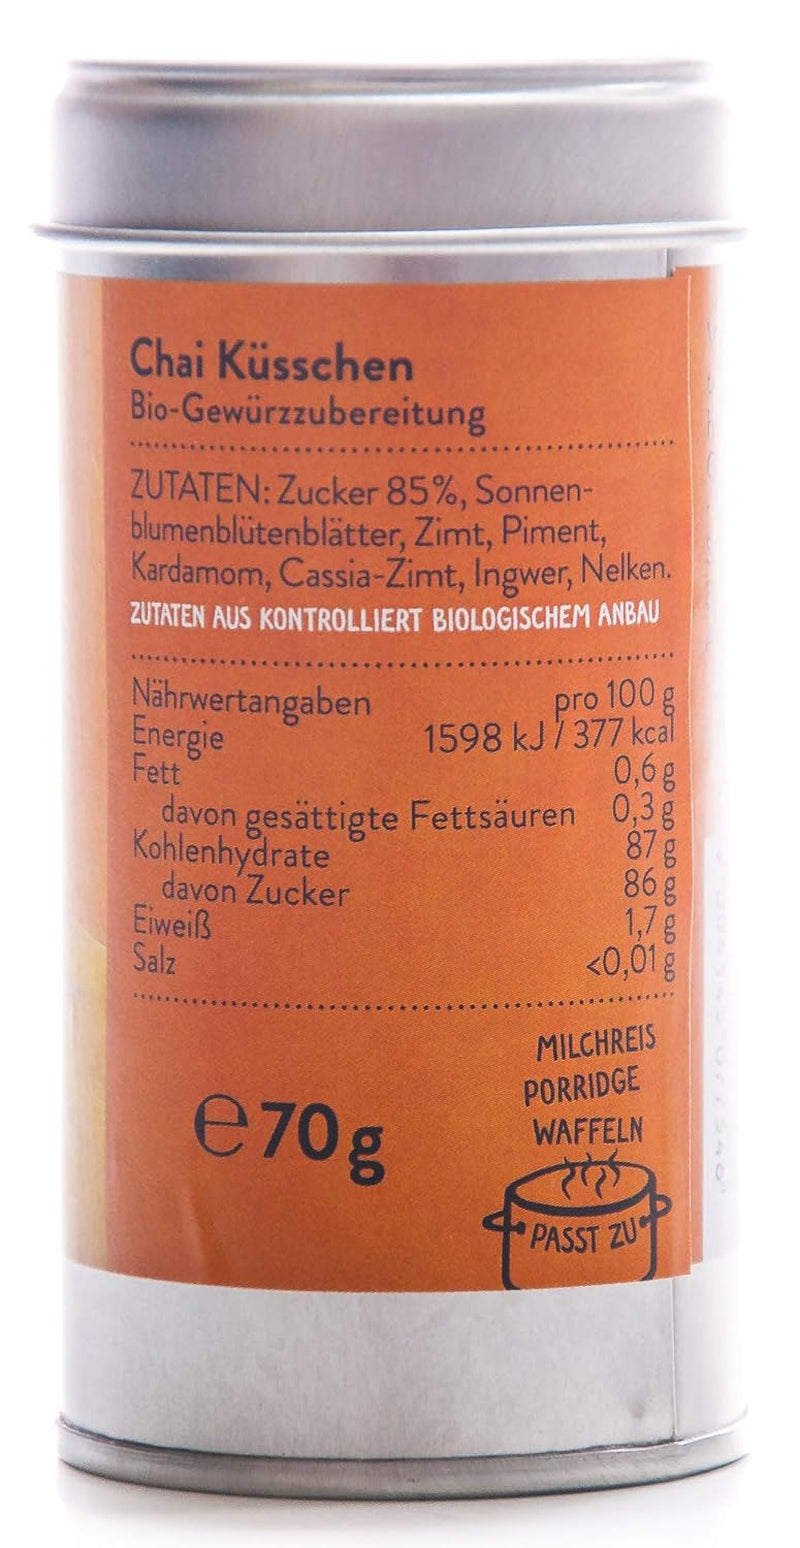 Chai Küsschen
Bio-Gewürzzubereitung
ZUTATEN: Zucker 85%, Sonnen-
blumenblütenblätter, Zimt, Piment,
Kardamom, Cassia-Zimt, Ingwer, Nelken.
ZUTATEN AUS KONTROLLIERT BIOLOGISCHEM ANBAU
Nährwertangaben pro 100 g
Energie 1598 kJ / 377 kcal
Fett 0,6 g
davon gesättigte Fettsäuren 0,3 g
Kohlenhydrate 87 g
davon Zucker 86 g
Eiweiß 1,7 g
Salz <0,01 g
MILCHREIS
PORRIDGE
WAFFELN
PASST ZU
℮ 70 g